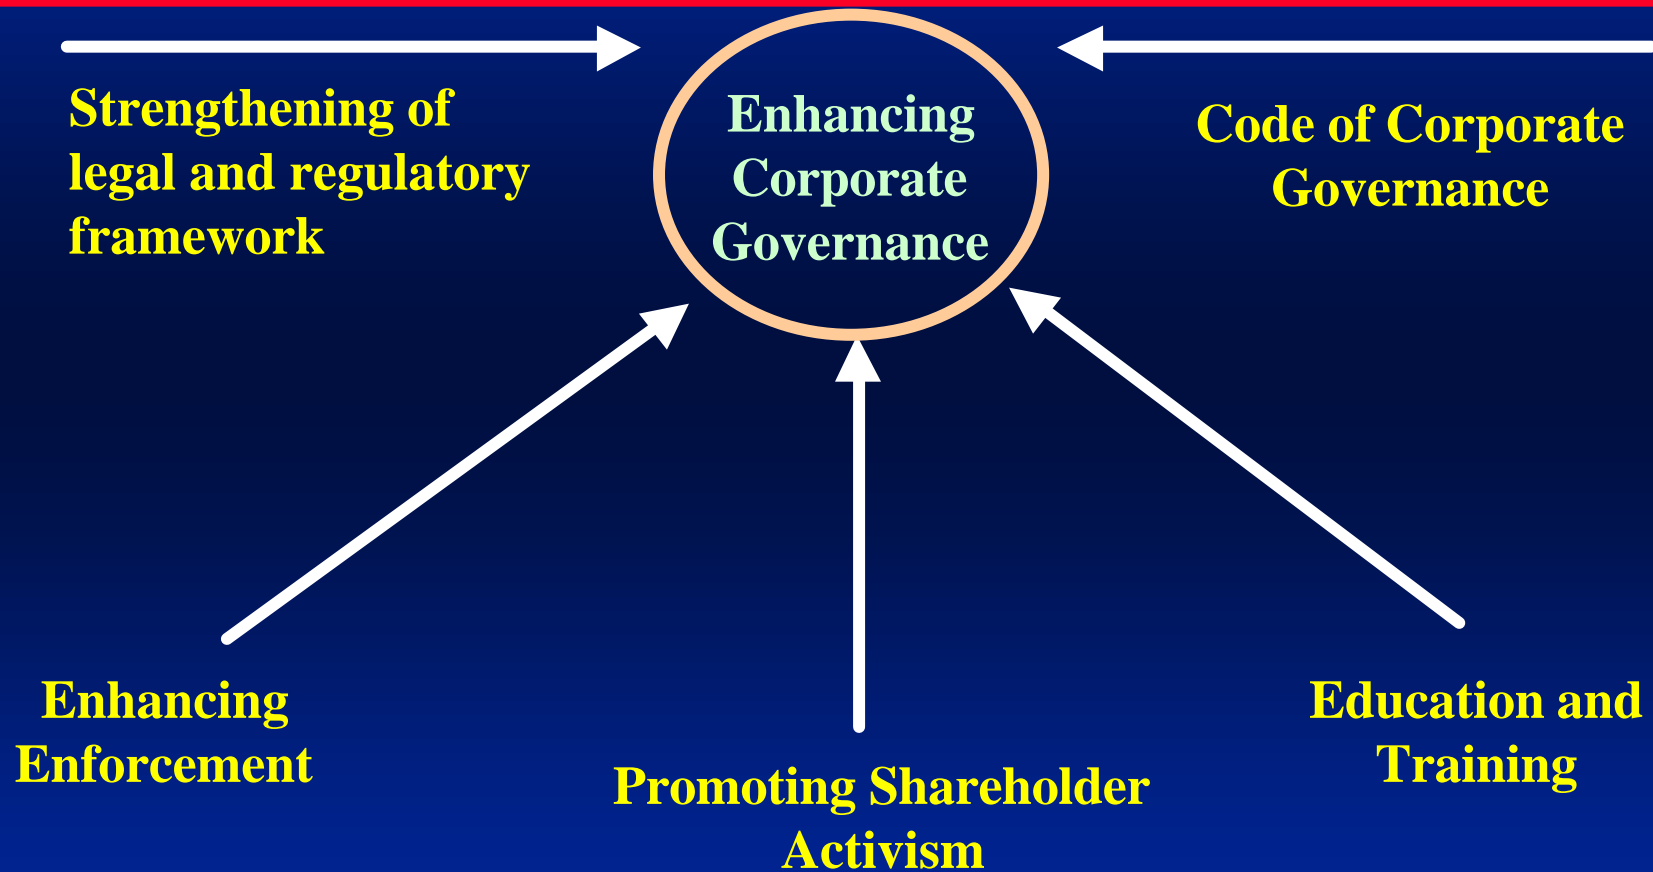 Strengthening of
legal and regulatory
framework
Enhancing
Corporate
Governance
Code of Corporate
Governance
Enhancing
Enforcement
Promoting Shareholder
Activism
Education and
Training